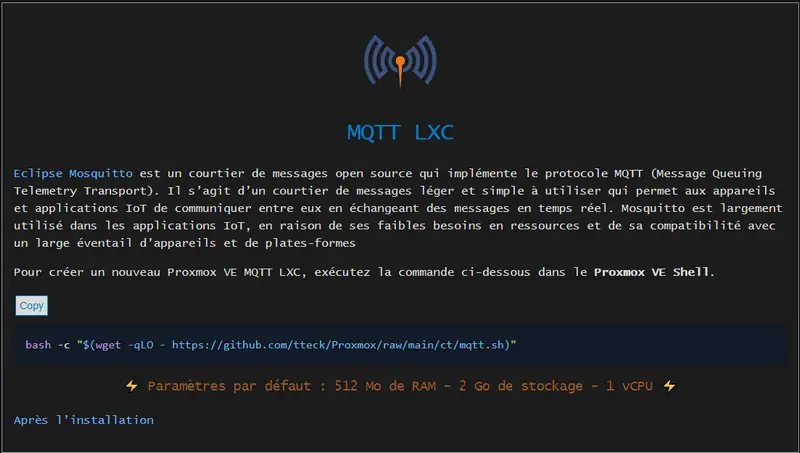 MQTT LXC
Eclipse Mosquitto est un courtier de messages open source qui implémente le protocole MQTT (Message Queuing
Telemetry Transport). Il s’agit d’un courtier de messages léger et simple à utiliser qui permet aux appareils
et applications IoT de communiquer entre eux en échangeant des messages en temps réel. Mosquitto est largement
utilisé dans les applications IoT, en raison de ses faibles besoins en ressources et de sa compatibilité avec
un large éventail d’appareils et de plates-formes
Pour créer un nouveau Proxmox VE MQTT LXC, exécutez la commande ci-dessous dans le Proxmox VE Shell.
Copy
bash -c "$(wget -qLO - https://github.com/tteck/Proxmox/raw/main/ct/mqtt.sh)"
⚡ Paramètres par défaut : 512 Mo de RAM - 2 Go de stockage - 1 vCPU ⚡
Après l’installation